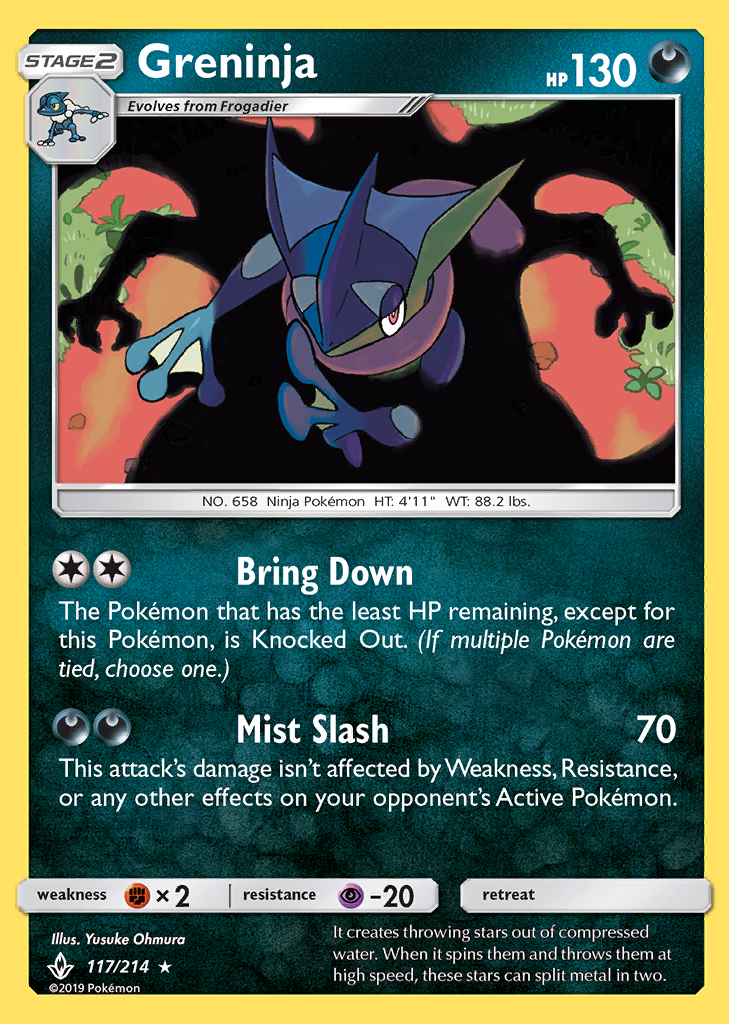 STAGE 2
Greninja
HP 130
Evolves from Frogadier
NO. 658 Ninja Pokémon HT: 4'11" WT: 88.2 lbs.
Bring Down
The Pokémon that has the least HP remaining, except for
this Pokémon, is Knocked Out. (If multiple Pokémon are
tied, choose one.)
Mist Slash 70
This attack's damage isn't affected by Weakness, Resistance,
or any other effects on your opponent's Active Pokémon.
weakness ×2 resistance -20 retreat
Illus. Yusuke Ohmura
117/214 ★
©2019 Pokémon
It creates throwing stars out of compressed
water. When it spins them and throws them at
high speed, these stars can split metal in two.